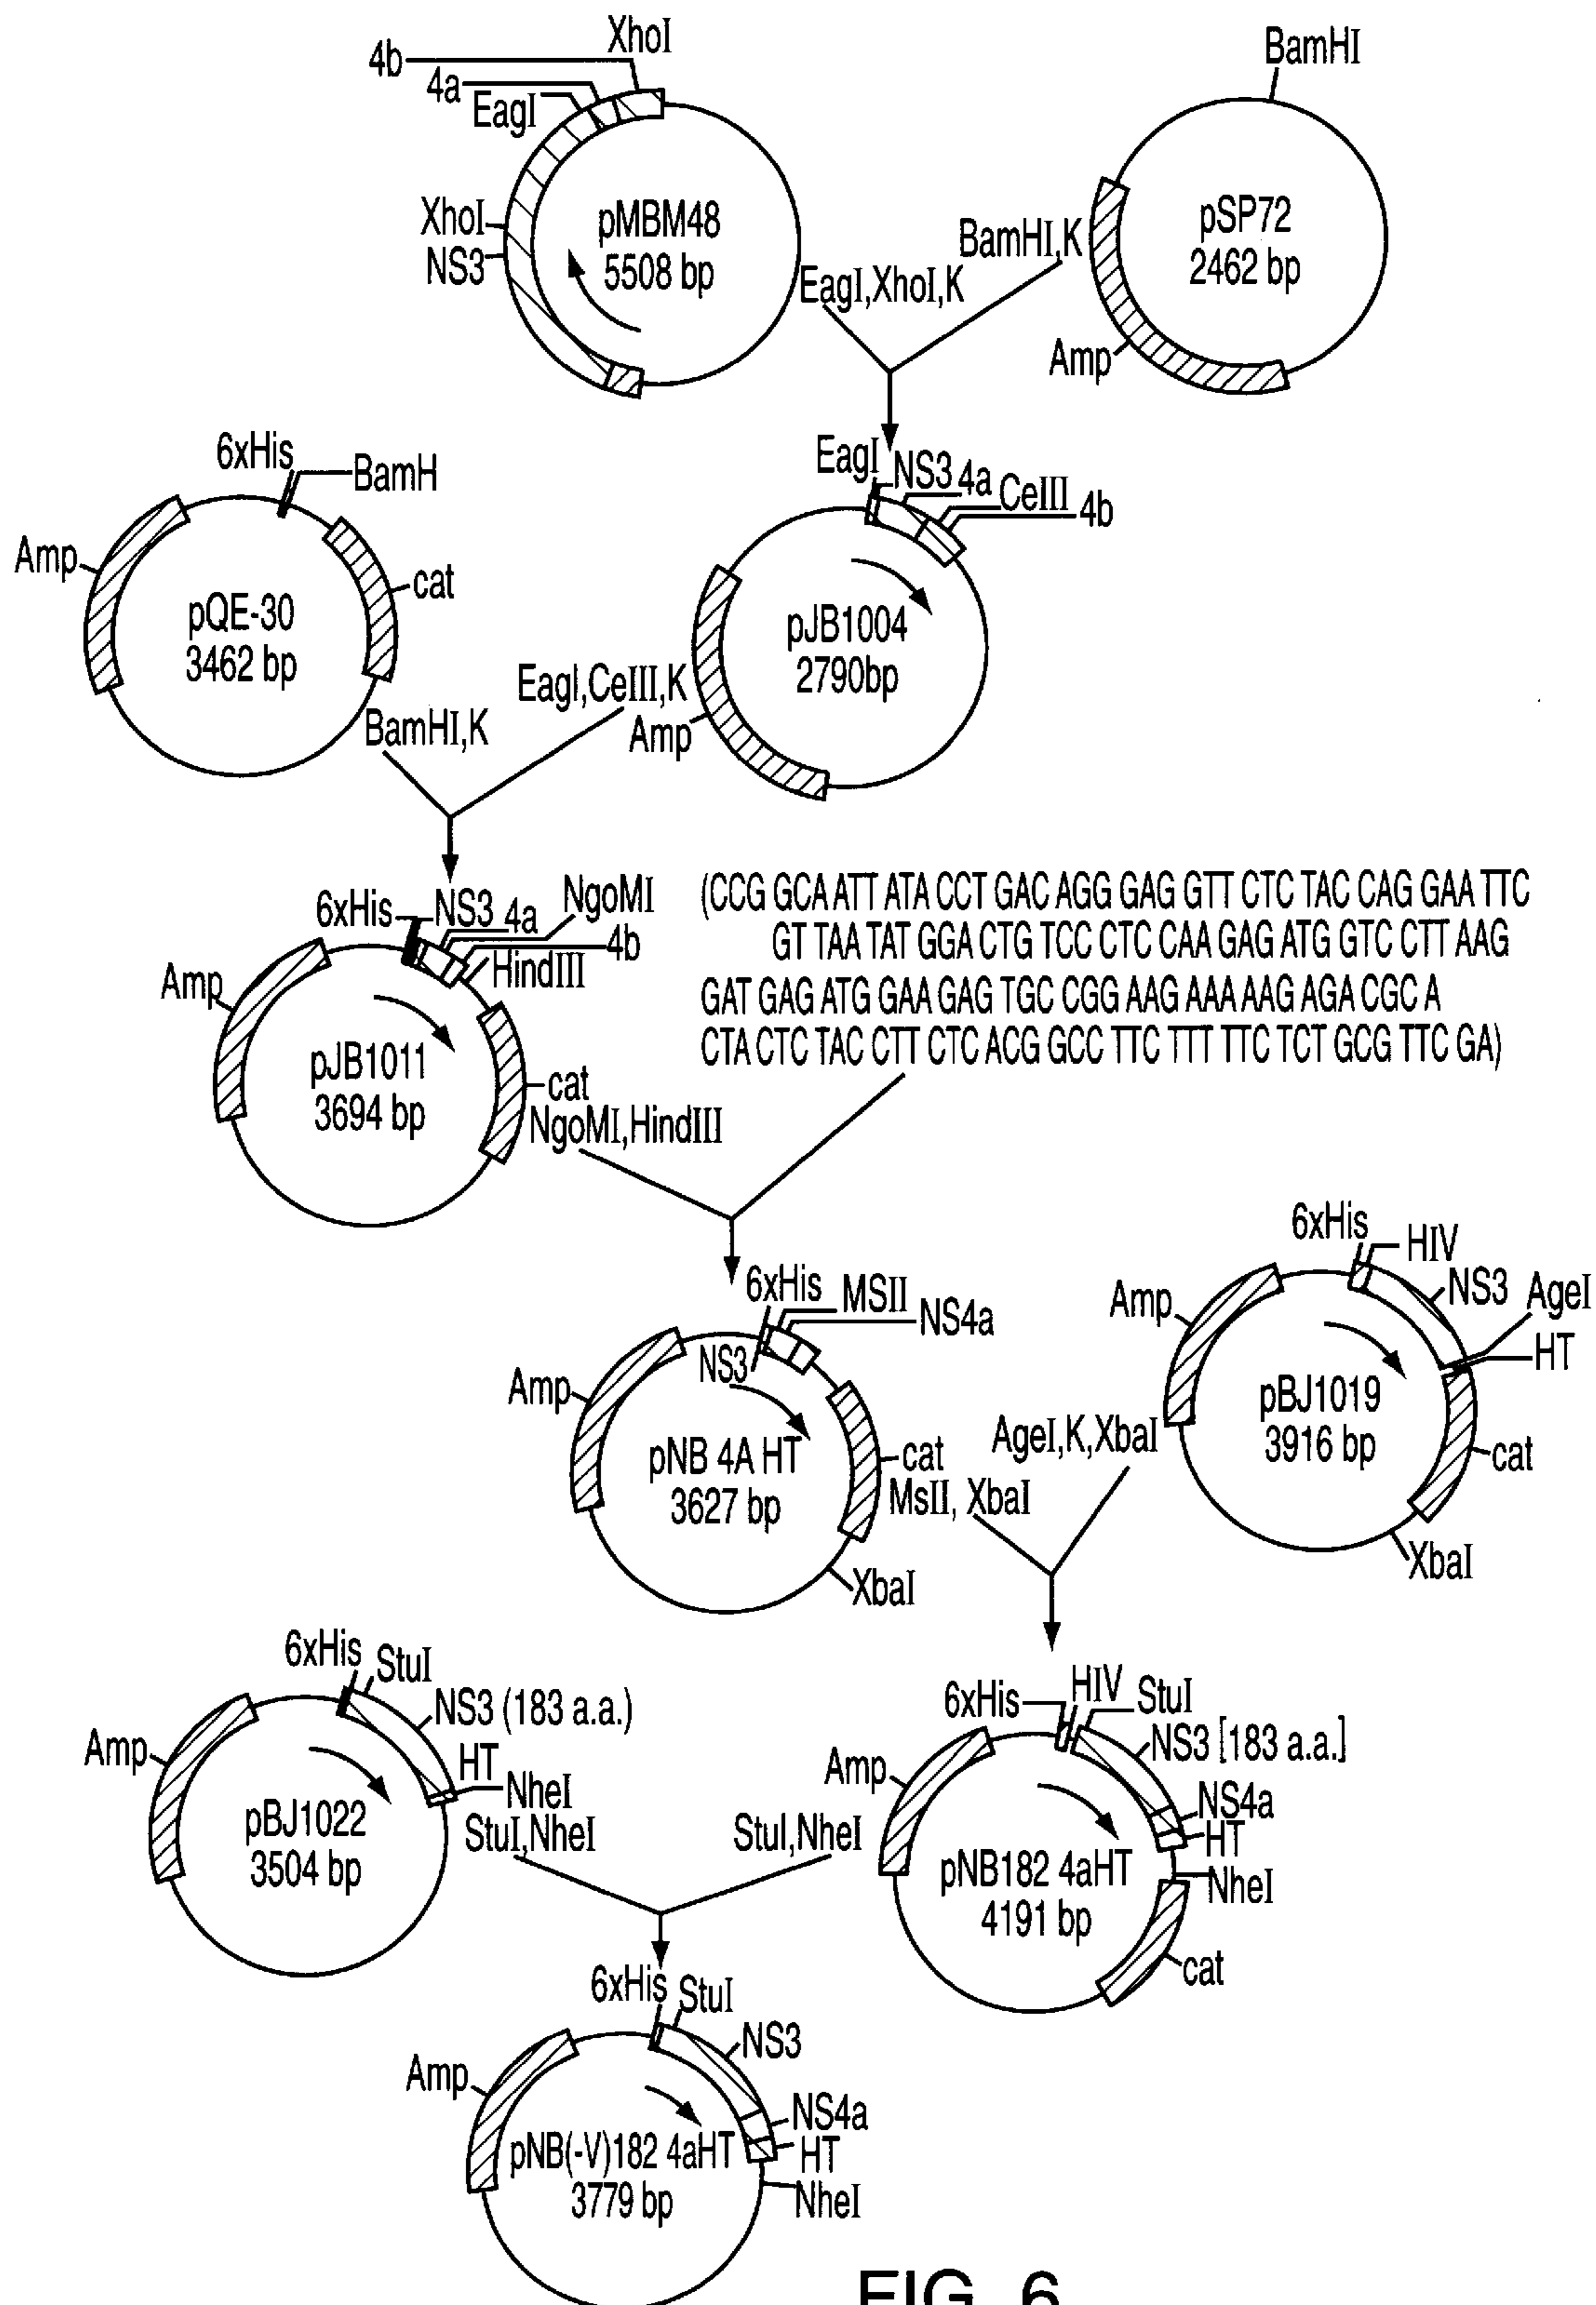 XhoI
4b
4a
EagI
XhoI
NS3
pMBM48
5508 bp
EagI,XhoI,K
BamHI
pSP72
2462 bp
BamHI,K
Amp
6xHis
BamH
Amp
cat
pQE-30
3462 bp
BamHI,K
EagI
NS3
4a
CeIII
4b
pJB1004
2790bp
EagI,CeIII,K
Amp
6xHis
NS3
4a
NgoMI
4b
HindIII
Amp
pJB1011
3694 bp
cat
NgoMI,HindIII
(CCG GCA ATT ATA CCT GAC AGG GAG GTT CTC TAC CAG GAA TTC
GT TAA TAT GGA CTG TCC CTC CAA GAG ATG GTC CTT AAG
GAT GAG ATG GAA GAG TGC CGG AAG AAA AAG AGA CGC A
CTA CTC TAC CTT CTC ACG GCC TTC TTT TTC TCT GCG TTC GA)
6xHis
MSII
NS4a
NS3
Amp
pNB 4A HT
3627 bp
cat
MsII, XbaI
XbaI
6xHis
HIV
NS3
AgeI
HT
Amp
pBJ1019
3916 bp
AgeI,K,XbaI
cat
XbaI
6xHis
StuI
NS3 (183 a.a.)
Amp
HT
NheI
pBJ1022
3504 bp
StuI,NheI
6xHis
HIV
StuI
NS3 [183 a.a.]
Amp
NS4a
HT
StuI,NheI
pNB182 4aHT
4191 bp
NheI
cat
6xHis
StuI
NS3
Amp
NS4a
pNB(-V)182 4aHT
HT
3779 bp
NheI
FIG. 6